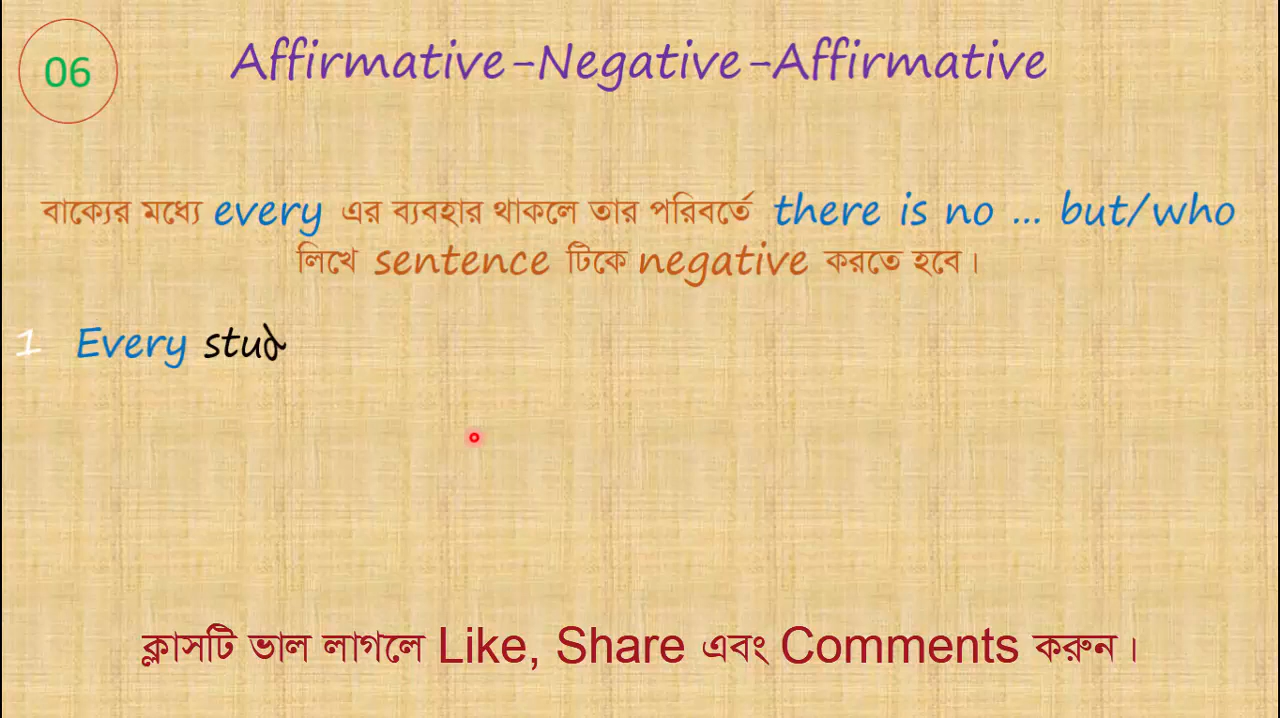 06
Affirmative-Negative-Affirmative
বাক্যের মধ্যে every এর ব্যবহার থাকলে তার পরিবর্তে there is no ... but/who
লিখে sentence টিকে negative করতে হবে।
1 Every stud
ক্লাসটি ভাল লাগলে Like, Share এবং Comments করুন।